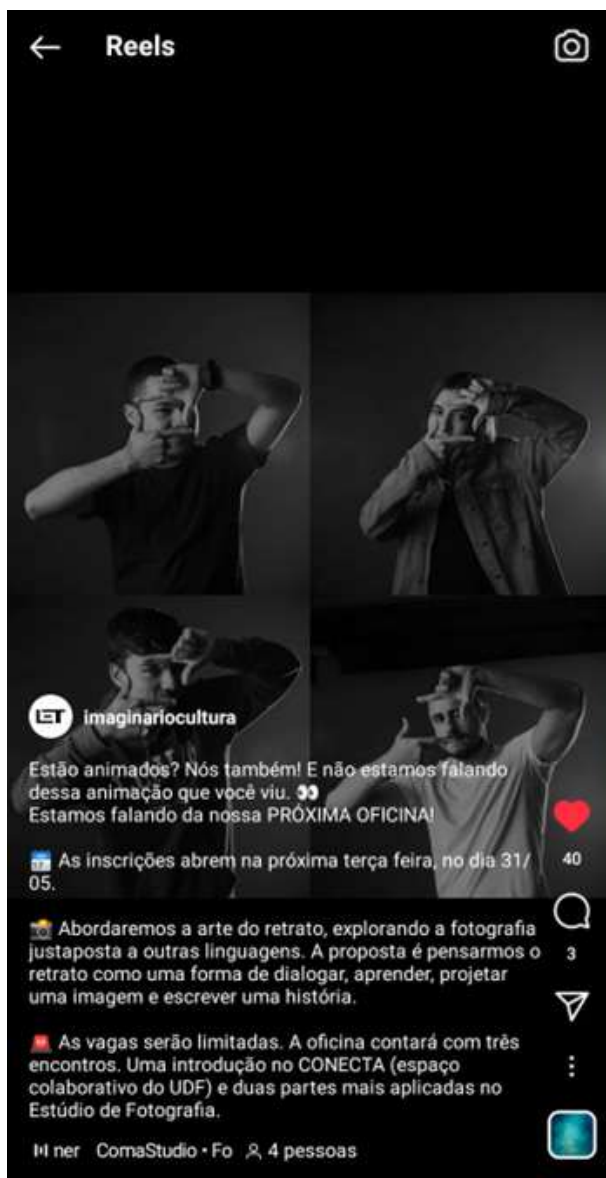 Reels
imaginariocultura
Estão animados? Nós também! E não estamos falando
dessa animação que você viu. 👀
Estamos falando da nossa PRÓXIMA OFICINA!
📅 As inscrições abrem na próxima terça feira, no dia 31/
05.
40
📸 Abordaremos a arte do retrato, explorando a fotografia
justaposta a outras linguagens. A proposta é pensarmos o
retrato como uma forma de dialogar, aprender, projetar
uma imagem e escrever uma história.
3
🚨 As vagas serão limitadas. A oficina contará com três
encontros. Uma introdução no CONECTA (espaço
colaborativo do UDF) e duas partes mais aplicadas no
Estúdio de Fotografia.
ner ComaStudio • Fo 4 pessoas